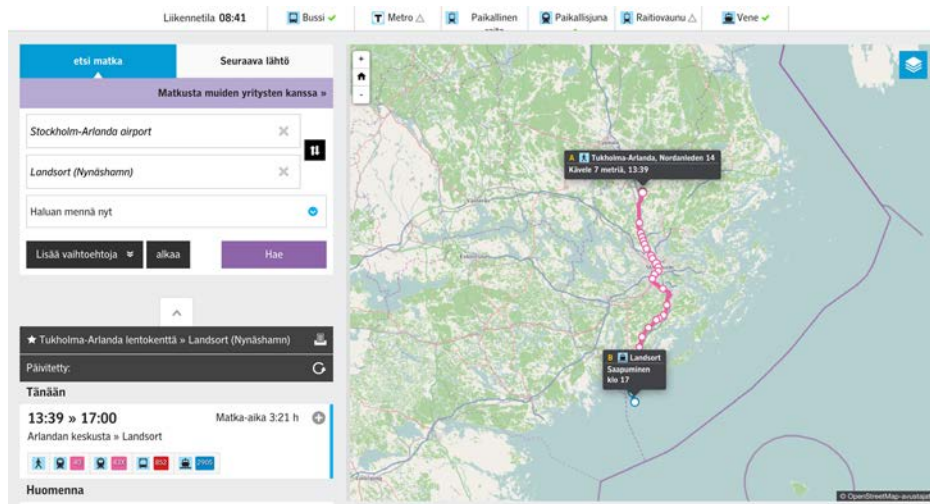 Liikennetila 08:41
Bussi
Metro
Paikallinen
Paikallisjuna
Raitiovaunu
Vene
etsi matka
Seuraava lähtö
Matkusta muiden yritysten kanssa »
Stockholm-Arlanda airport
Landsort (Nynäshamn)
Haluan mennä nyt
Lisää vaihtoehtoja
alkaa
Hae
Tukholma-Arlanda lentokenttä » Landsort (Nynäshamn)
Päivitetty:
Tänään
13:39 » 17:00
Matka-aika 3:21 h
Arlandan keskusta » Landsort
852
2905
Huomenna
A Tukholma-Arlanda, Nordanleden 14
Kävele 7 metriä, 13:39
B Landsort
Saapuminen
klo 17
© OpenStreetMap-avustajat